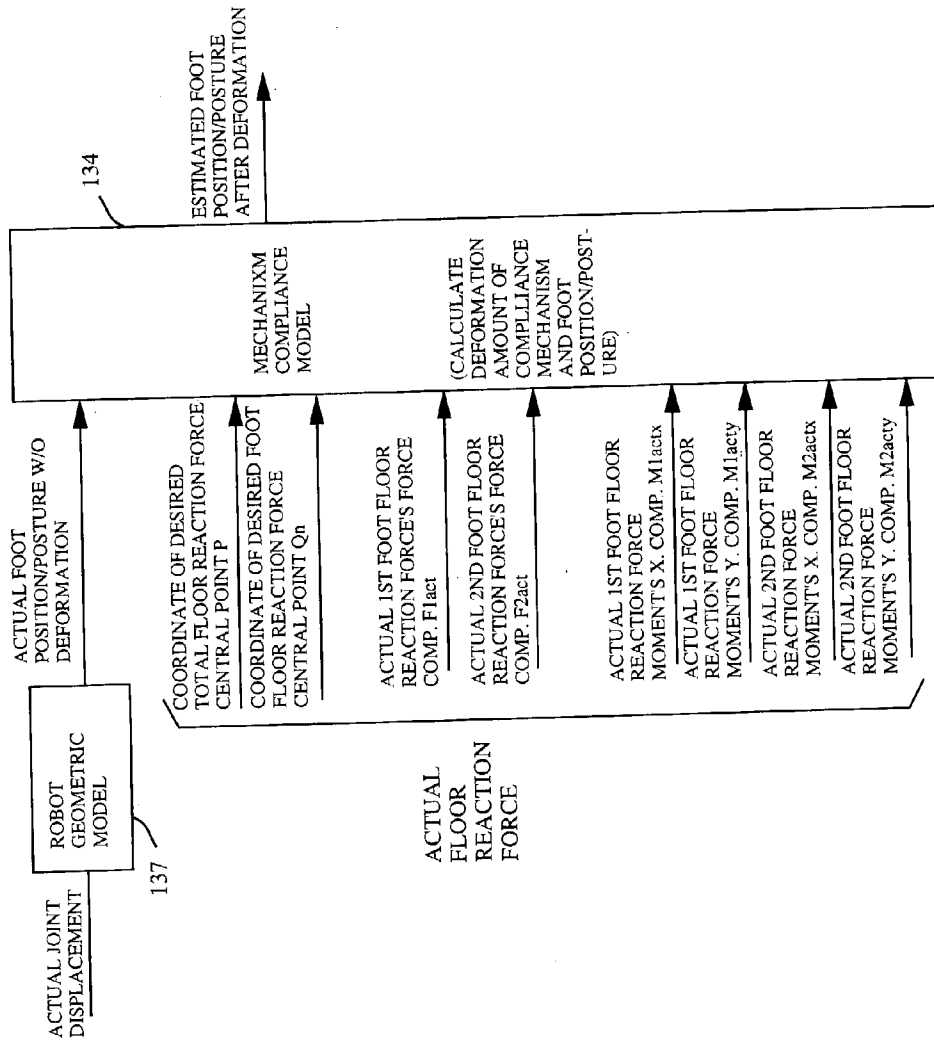 ACTUAL JOINT
DISPLACEMENT
ROBOT
GEOMETRIC
MODEL
137
ACTUAL FOOT
POSITION/POSTURE W/O
DEFORMATION
134
COORDINATE OF DESIRED
TOTAL FLOOR REACTION FORCE
CENTRAL POINT P
COORDINATE OF DESIRED FOOT
FLOOR REACTION FORCE
CENTRAL POINT Qn
ACTUAL 1ST FOOT FLOOR
REACTION FORCE'S FORCE
COMP. F1act
ACTUAL 2ND FOOT FLOOR
REACTION FORCE'S FORCE
COMP. F2act
ACTUAL 1ST FOOT FLOOR
REACTION FORCE
MOMENT'S X. COMP. M1actx
ACTUAL 1ST FOOT FLOOR
REACTION FORCE
MOMENT'S Y. COMP. M1acty
ACTUAL 2ND FOOT FLOOR
REACTION FORCE
MOMENT'S X. COMP. M2actx
ACTUAL 2ND FOOT FLOOR
REACTION FORCE
MOMENT'S Y. COMP. M2acty
ACTUAL
FLOOR
REACTION
FORCE
MECHANIXM
COMPLIANCE
MODEL
(CALCULATE
DEFORMATION
AMOUNT OF
COMPLLIANCE
MECHANISM
AND FOOT
POSITION/POST-
URE)
ESTIMATED FOOT
POSITION/POSTURE
AFTER DEFORMATION